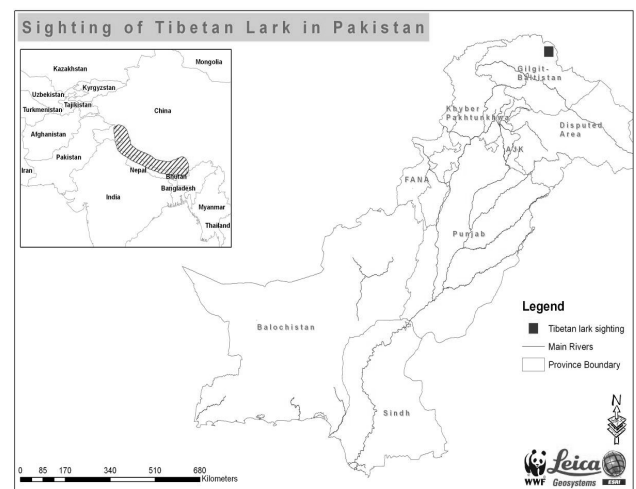 Sighting of Tibetan Lark in Pakistan
Mongolia
Kazakhstan
Kyrgyzstan
Uzbekistan
Tajikistan
Turkmenistan
China
Afghanistan
Pakistan
Iran
Nepal
Bhutan
Bangladesh
India
Myanmar
Thailand
Gilgit-
Baltistan
Khyber
Pakhtunkhwa
Disputed
Area
AJK
FANA
Punjab
Balochistan
Sindh
Legend
Tibetan lark sighting
Main Rivers
Province Boundary
N
0 85 170 340 510 680
Kilometers
WWF
Leica
Geosystems
ESRI